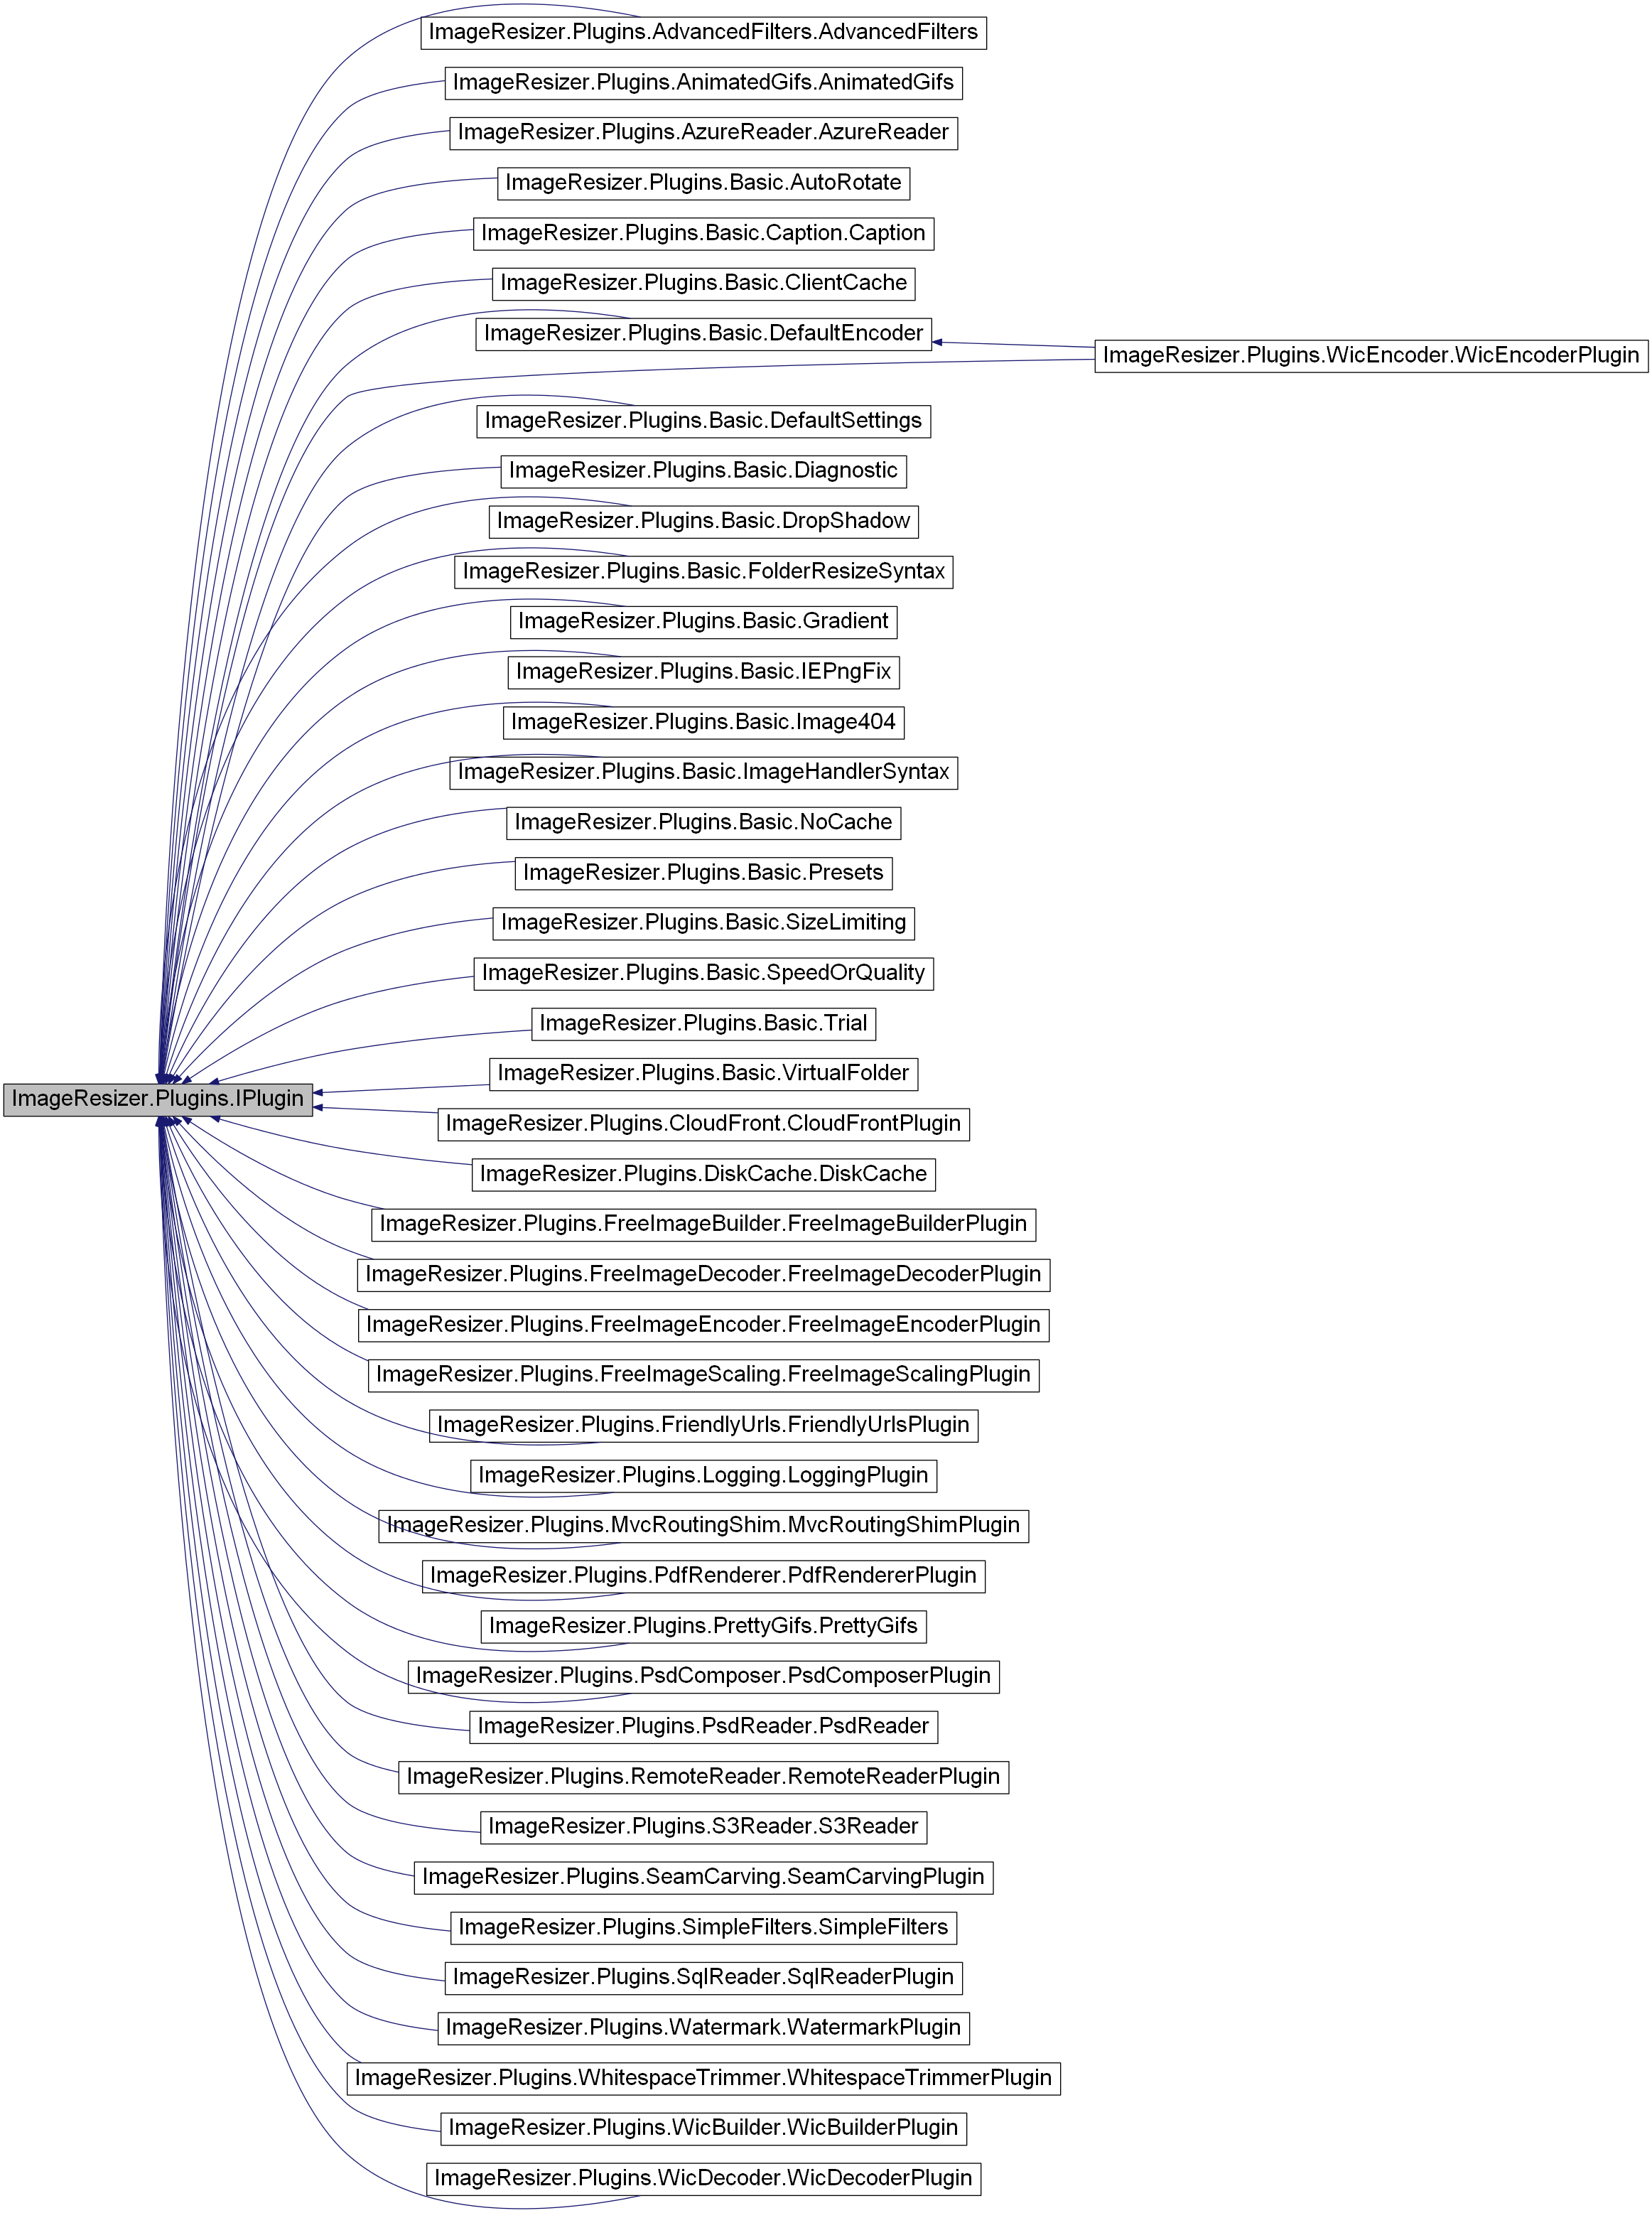 ImageResizer.Plugins.AdvancedFilters.AdvancedFilters
ImageResizer.Plugins.AnimatedGifs.AnimatedGifs
ImageResizer.Plugins.AzureReader.AzureReader
ImageResizer.Plugins.Basic.AutoRotate
ImageResizer.Plugins.Basic.Caption.Caption
ImageResizer.Plugins.Basic.ClientCache
ImageResizer.Plugins.Basic.DefaultEncoder
ImageResizer.Plugins.WicEncoder.WicEncoderPlugin
ImageResizer.Plugins.Basic.DefaultSettings
ImageResizer.Plugins.Basic.Diagnostic
ImageResizer.Plugins.Basic.DropShadow
ImageResizer.Plugins.Basic.FolderResizeSyntax
ImageResizer.Plugins.Basic.Gradient
ImageResizer.Plugins.Basic.IEPngFix
ImageResizer.Plugins.Basic.Image404
ImageResizer.Plugins.Basic.ImageHandlerSyntax
ImageResizer.Plugins.Basic.NoCache
ImageResizer.Plugins.Basic.Presets
ImageResizer.Plugins.Basic.SizeLimiting
ImageResizer.Plugins.Basic.SpeedOrQuality
ImageResizer.Plugins.Basic.Trial
ImageResizer.Plugins.Basic.VirtualFolder
ImageResizer.Plugins.IPlugin
ImageResizer.Plugins.CloudFront.CloudFrontPlugin
ImageResizer.Plugins.DiskCache.DiskCache
ImageResizer.Plugins.FreeImageBuilder.FreeImageBuilderPlugin
ImageResizer.Plugins.FreeImageDecoder.FreeImageDecoderPlugin
ImageResizer.Plugins.FreeImageEncoder.FreeImageEncoderPlugin
ImageResizer.Plugins.FreeImageScaling.FreeImageScalingPlugin
ImageResizer.Plugins.FriendlyUrls.FriendlyUrlsPlugin
ImageResizer.Plugins.Logging.LoggingPlugin
ImageResizer.Plugins.MvcRoutingShim.MvcRoutingShimPlugin
ImageResizer.Plugins.PdfRenderer.PdfRendererPlugin
ImageResizer.Plugins.PrettyGifs.PrettyGifs
ImageResizer.Plugins.PsdComposer.PsdComposerPlugin
ImageResizer.Plugins.PsdReader.PsdReader
ImageResizer.Plugins.RemoteReader.RemoteReaderPlugin
ImageResizer.Plugins.S3Reader.S3Reader
ImageResizer.Plugins.SeamCarving.SeamCarvingPlugin
ImageResizer.Plugins.SimpleFilters.SimpleFilters
ImageResizer.Plugins.SqlReader.SqlReaderPlugin
ImageResizer.Plugins.Watermark.WatermarkPlugin
ImageResizer.Plugins.WhitespaceTrimmer.WhitespaceTrimmerPlugin
ImageResizer.Plugins.WicBuilder.WicBuilderPlugin
ImageResizer.Plugins.WicDecoder.WicDecoderPlugin